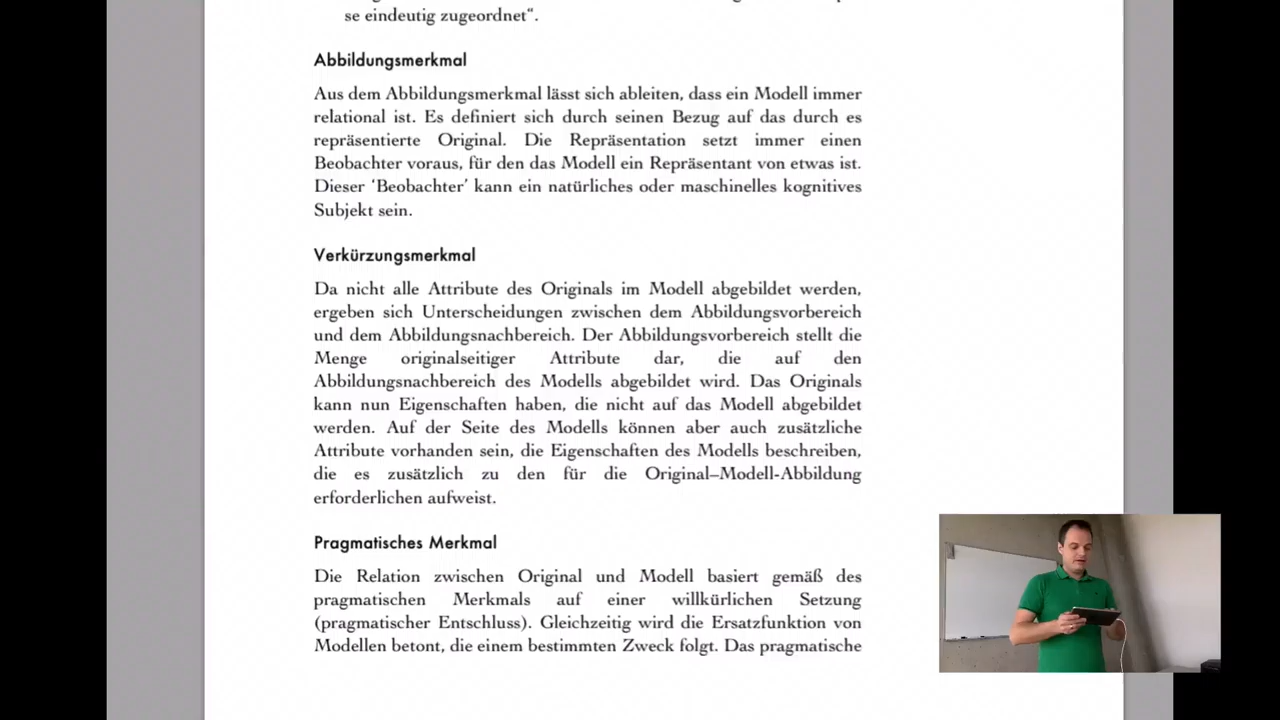 se eindeutig zugeordnet“.
Abbildungsmerkmal
Aus dem Abbildungsmerkmal lässt sich ableiten, dass ein Modell immer
relational ist. Es definiert sich durch seinen Bezug auf das durch es
repräsentierte Original. Die Repräsentation setzt immer einen
Beobachter voraus, für den das Modell ein Repräsentant von etwas ist.
Dieser ‘Beobachter’ kann ein natürliches oder maschinelles kognitives
Subjekt sein.
Verkürzungsmerkmal
Da nicht alle Attribute des Originals im Modell abgebildet werden,
ergeben sich Unterscheidungen zwischen dem Abbildungsvorbereich
und dem Abbildungsnachbereich. Der Abbildungsvorbereich stellt die
Menge originalseitiger Attribute dar, die auf den
Abbildungsnachbereich des Modells abgebildet wird. Das Originals
kann nun Eigenschaften haben, die nicht auf das Modell abgebildet
werden. Auf der Seite des Modells können aber auch zusätzliche
Attribute vorhanden sein, die Eigenschaften des Modells beschreiben,
die es zusätzlich zu den für die Original–Modell-Abbildung
erforderlichen aufweist.
Pragmatisches Merkmal
Die Relation zwischen Original und Modell basiert gemäß des
pragmatischen Merkmals auf einer willkürlichen Setzung
(pragmatischer Entschluss). Gleichzeitig wird die Ersatzfunktion von
Modellen betont, die einem bestimmten Zweck folgt. Das pragmatische